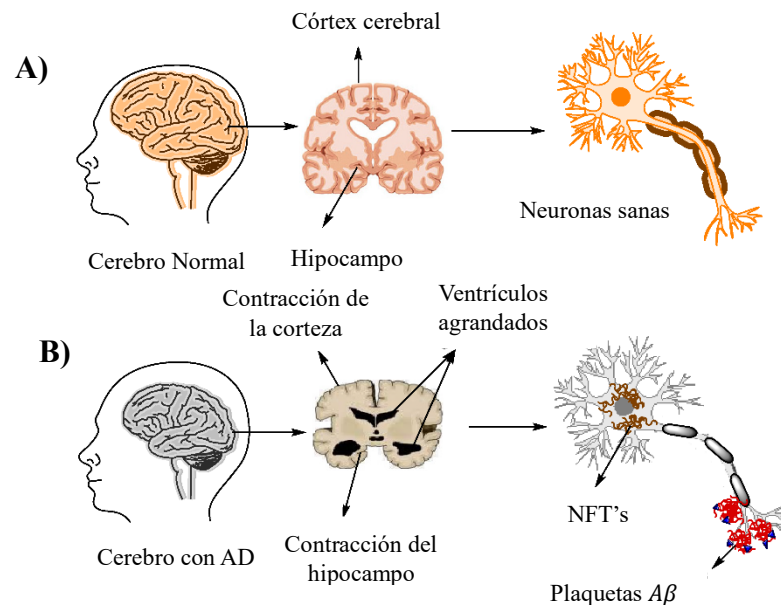 Córtex cerebral
A)
Neuronas sanas
Cerebro Normal
Hipocampo
Contracción de
la corteza
Ventrículos
agrandados
B)
NFT's
Cerebro con AD
Contracción del
hipocampo
Plaquetas Aβ